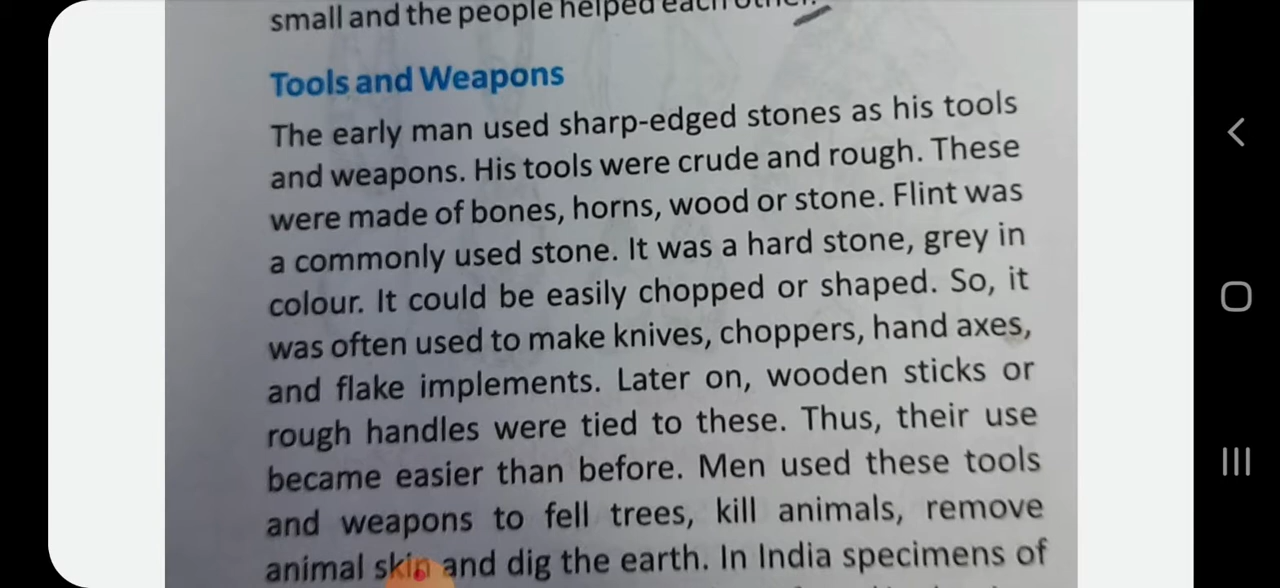 small and the people helped each other.
Tools and Weapons
The early man used sharp-edged stones as his tools
and weapons. His tools were crude and rough. These
were made of bones, horns, wood or stone. Flint was
a commonly used stone. It was a hard stone, grey in
colour. It could be easily chopped or shaped. So, it
was often used to make knives, choppers, hand axes,
and flake implements. Later on, wooden sticks or
rough handles were tied to these. Thus, their use
became easier than before. Men used these tools
and weapons to fell trees, kill animals, remove
animal skin and dig the earth. In India specimens of